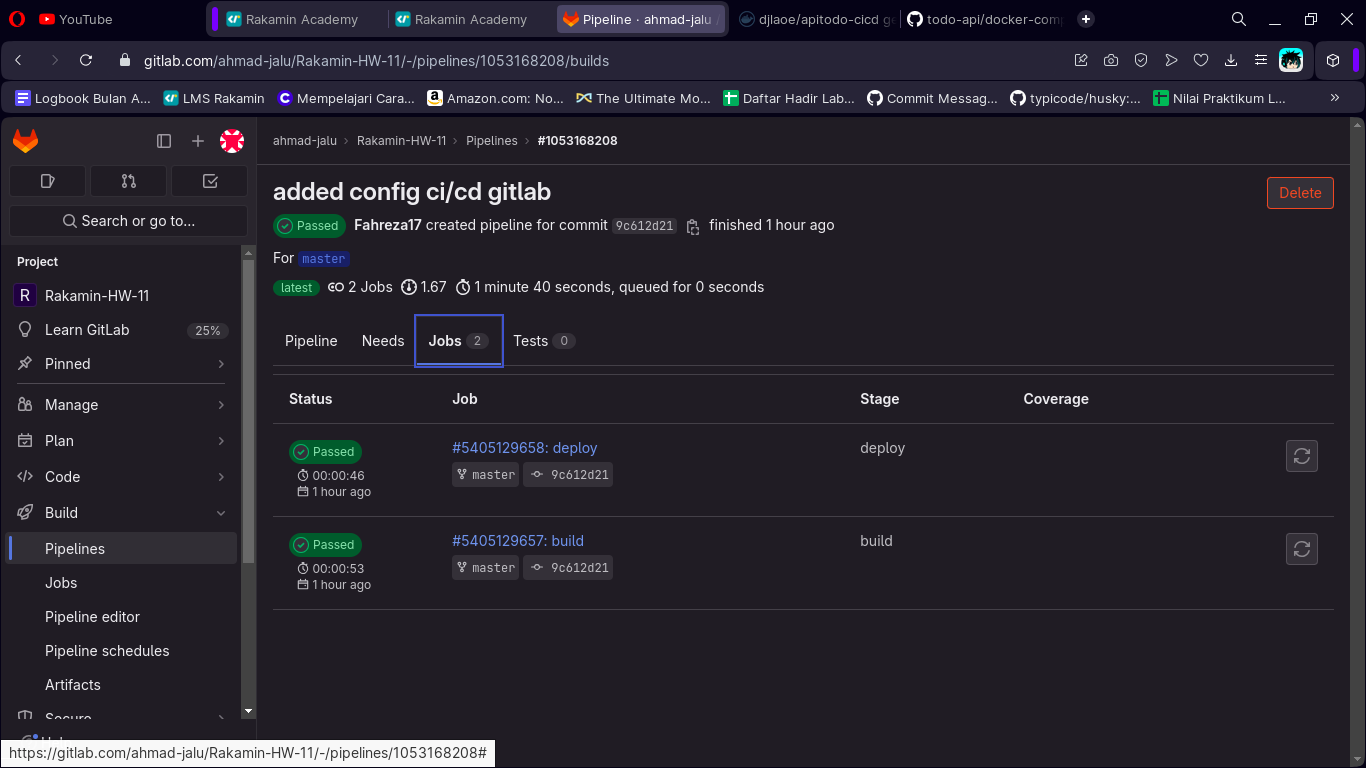 YouTube
Rakamin Academy
Rakamin Academy
Pipeline · ahmad-jalu /
djlaoe/apitodo-cicd ge
todo-api/docker-comp
gitlab.com/ahmad-jalu/Rakamin-HW-11/-/pipelines/1053168208/builds
Logbook Bulan A...
LMS Rakamin
Mempelajari Cara...
Amazon.com: No...
The Ultimate Mo...
Daftar Hadir Lab...
Commit Messag...
typicode/husky:...
Nilai Praktikum L...
ahmad-jalu › Rakamin-HW-11 › Pipelines › #1053168208
Search or go to...
Project
R Rakamin-HW-11
Learn GitLab 25%
Pinned
Manage
Plan
Code
Build
Pipelines
Jobs
Pipeline editor
Pipeline schedules
Artifacts
Secure
added config ci/cd gitlab
Delete
Passed Fahreza17 created pipeline for commit 9c612d21 finished 1 hour ago
For master
latest 2 Jobs 1.67 1 minute 40 seconds, queued for 0 seconds
Pipeline Needs Jobs 2 Tests 0
Status Job Stage Coverage
Passed #5405129658: deploy deploy
00:00:46 master 9c612d21
1 hour ago
Passed #5405129657: build build
00:00:53 master 9c612d21
1 hour ago
https://gitlab.com/ahmad-jalu/Rakamin-HW-11/-/pipelines/1053168208#